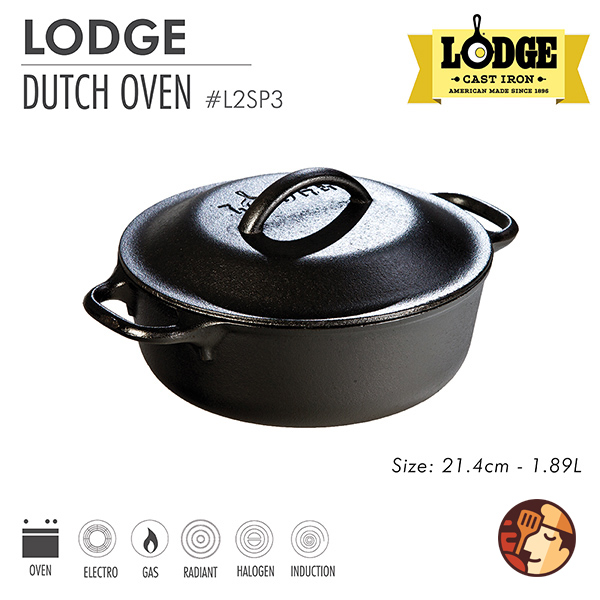 LODGE
DUTCH OVEN #L2SP3
LODGE
CAST IRON
AMERICAN MADE SINCE 1896
Size: 21.4cm - 1.89L
OVEN ELECTRO GAS RADIANT HALOGEN INDUCTION